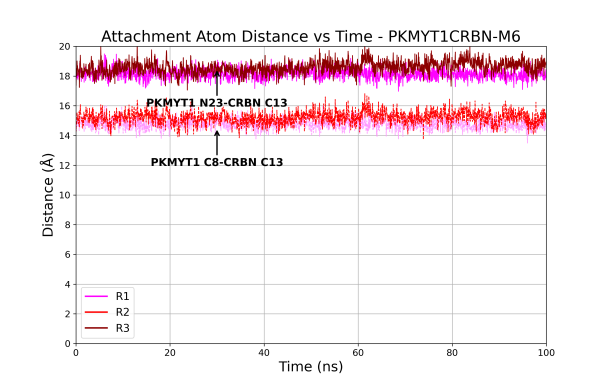 Attachment Atom Distance vs Time - PKMYT1CRBN-M6
20
18
16
14
12
10
8
6
4
2
0
Distance (Å)
PKMYT1 N23-CRBN C13
PKMYT1 C8-CRBN C13
R1
R2
R3
0
20
40
60
80
100
Time (ns)